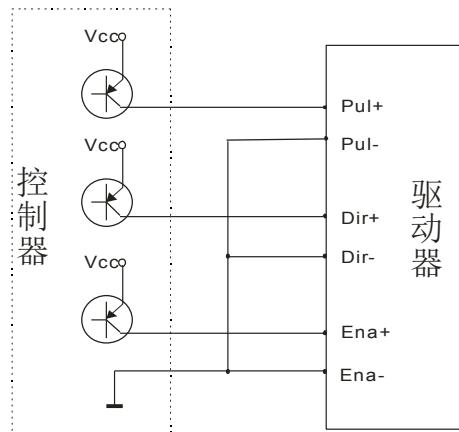 Vcc
Pul+
Pul-
Vcc
控制器
驱动器
Dir+
Dir-
Vcc
Ena+
Ena-